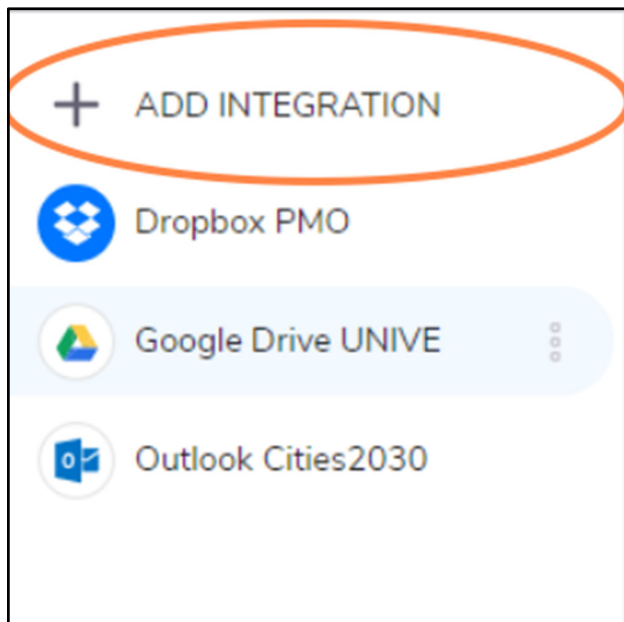 ADD INTEGRATION
Dropbox PMO
Google Drive UNIVE
Outlook Cities2030